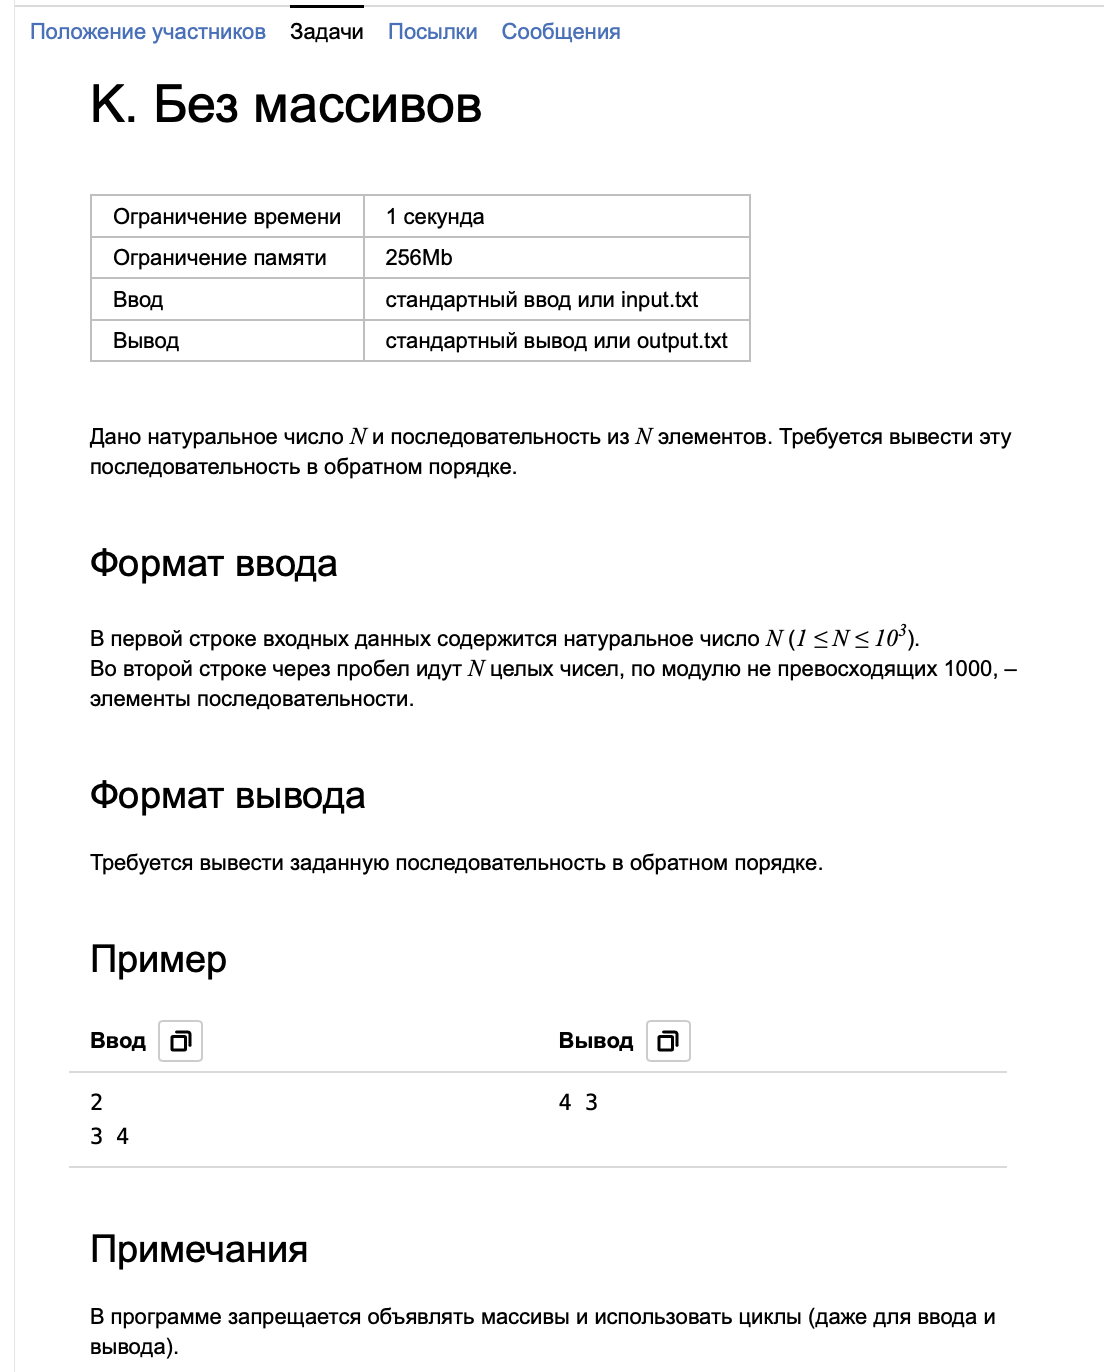 Положение участников Задачи Посылки Сообщения
K. Без массивов
Ограничение времени 1 секунда
Ограничение памяти 256Mb
Ввод стандартный ввод или input.txt
Вывод стандартный вывод или output.txt
Дано натуральное число N и последовательность из N элементов. Требуется вывести эту
последовательность в обратном порядке.
Формат ввода
В первой строке входных данных содержится натуральное число N (1 ≤ N ≤ 10³).
Во второй строке через пробел идут N целых чисел, по модулю не превосходящих 1000, –
элементы последовательности.
Формат вывода
Требуется вывести заданную последовательность в обратном порядке.
Пример
Ввод Вывод
2 4 3
3 4
Примечания
В программе запрещается объявлять массивы и использовать циклы (даже для ввода и
вывода).